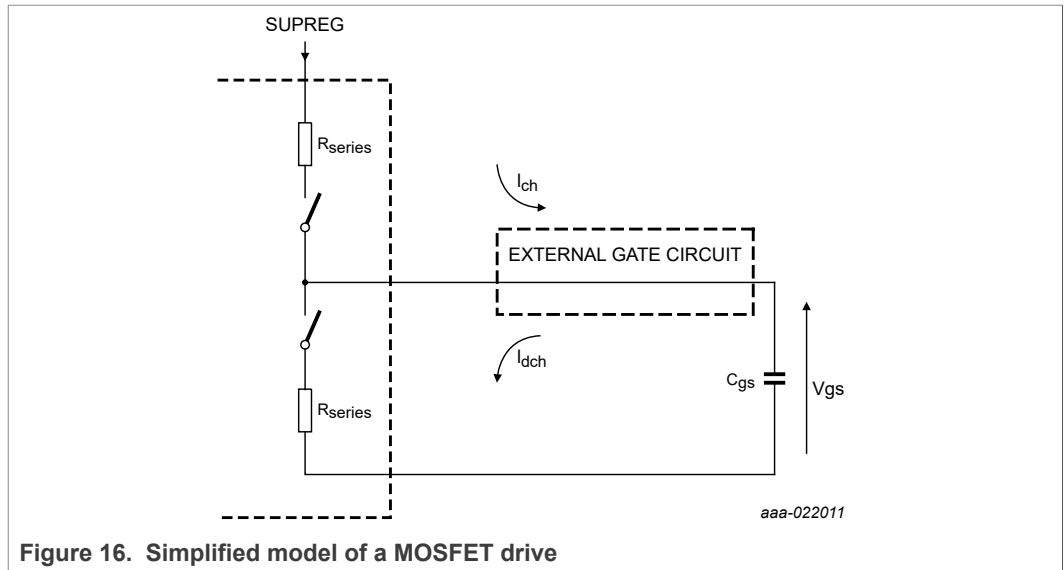 SUPREG
Rseries
Ich
EXTERNAL GATE CIRCUIT
Idch
Cgs
Vgs
Rseries
aaa-022011
Figure 16. Simplified model of a MOSFET drive